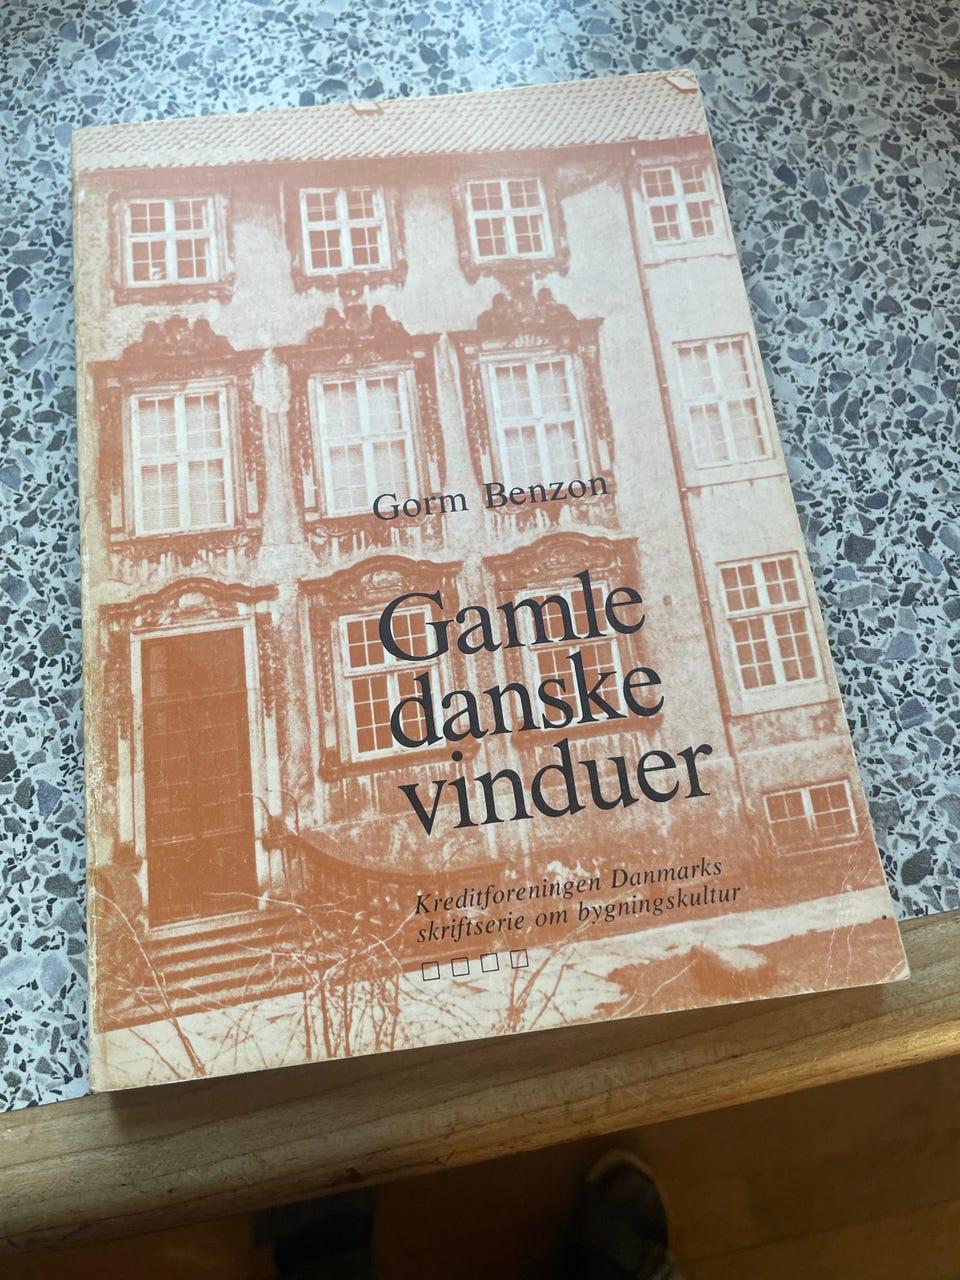 Gorm Benzon
Gamle
danske
vinduer
Kreditforeningen Danmarks
skriftserie om bygningskultur